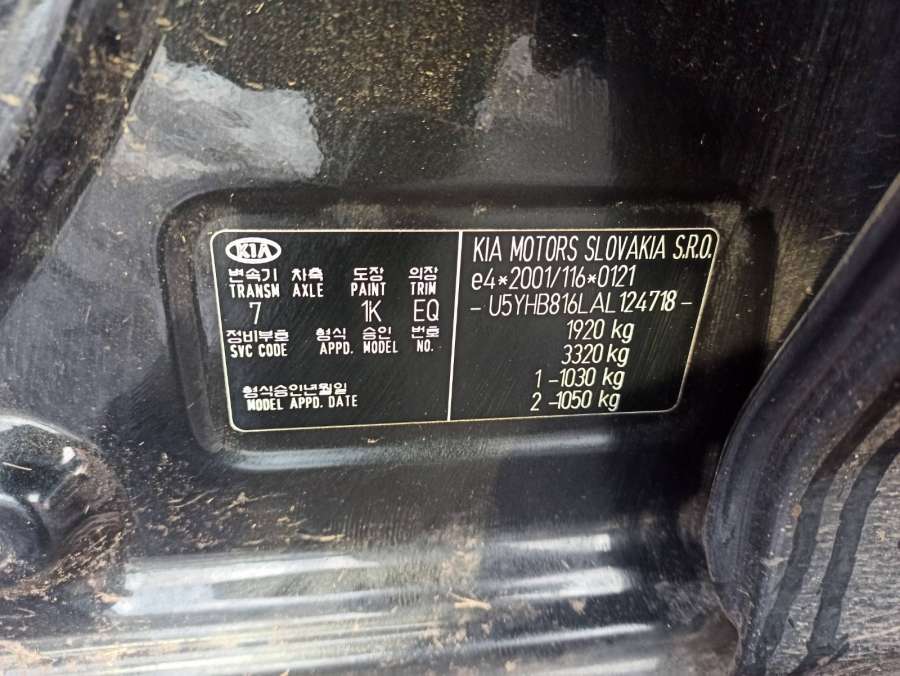 KIA
변속기 차축 도장 의장
TRANSM AXLE PAINT TRIM
7 1K EQ
정비부호 형식 승인 번호
SVC CODE APPD. MODEL NO.
형식승인년월일
MODEL APPD. DATE
KIA MOTORS SLOVAKIA S.R.O.
e4*2001/116*0121
- U5YHB816LAL124718 -
1920 kg
3320 kg
1 -1030 kg
2 -1050 kg